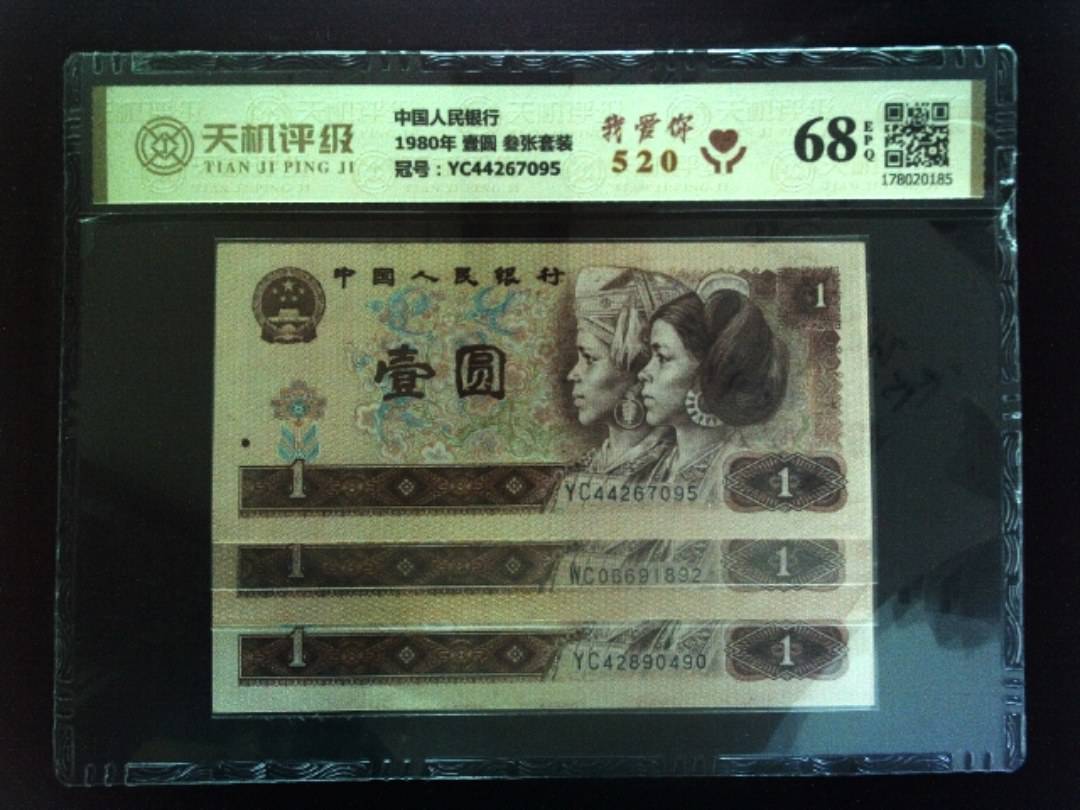 天机评级
TIAN JI PING JI
中国人民银行
1980年 壹圆 叁张套装
冠号：YC44267095
我爱你
520
68
EPQ
178020185
中国人民银行
1
壹圆
1
YC44267095
1
1
WC06691892
1
1
YC42890490
1